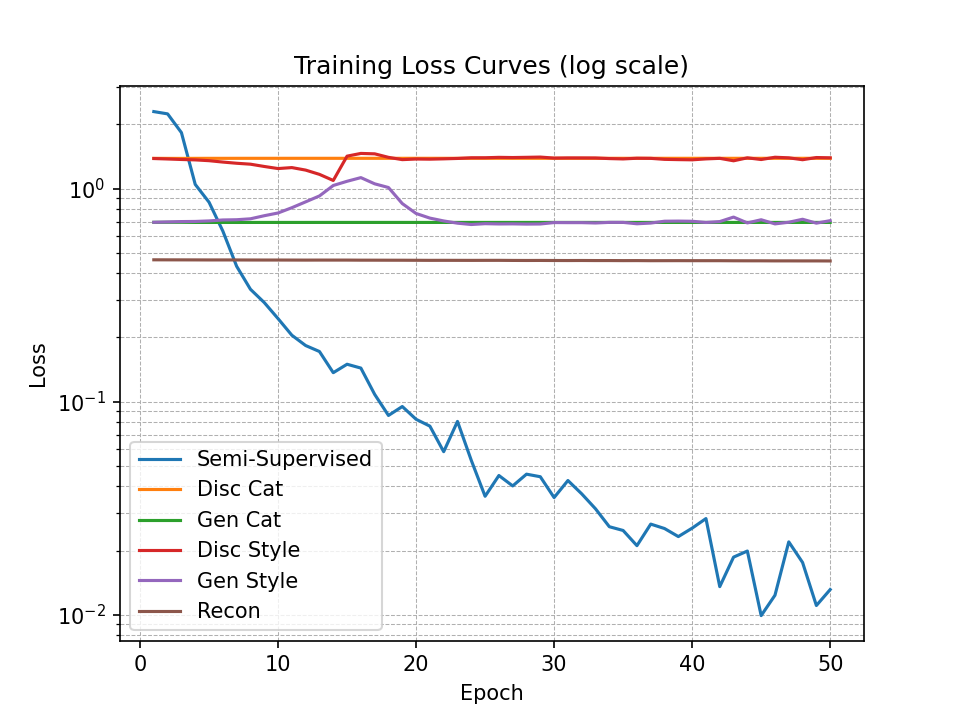 Training Loss Curves (log scale)
Loss
10⁰
10⁻¹
10⁻²
Semi-Supervised
Disc Cat
Gen Cat
Disc Style
Gen Style
Recon
0 10 20 30 40 50
Epoch